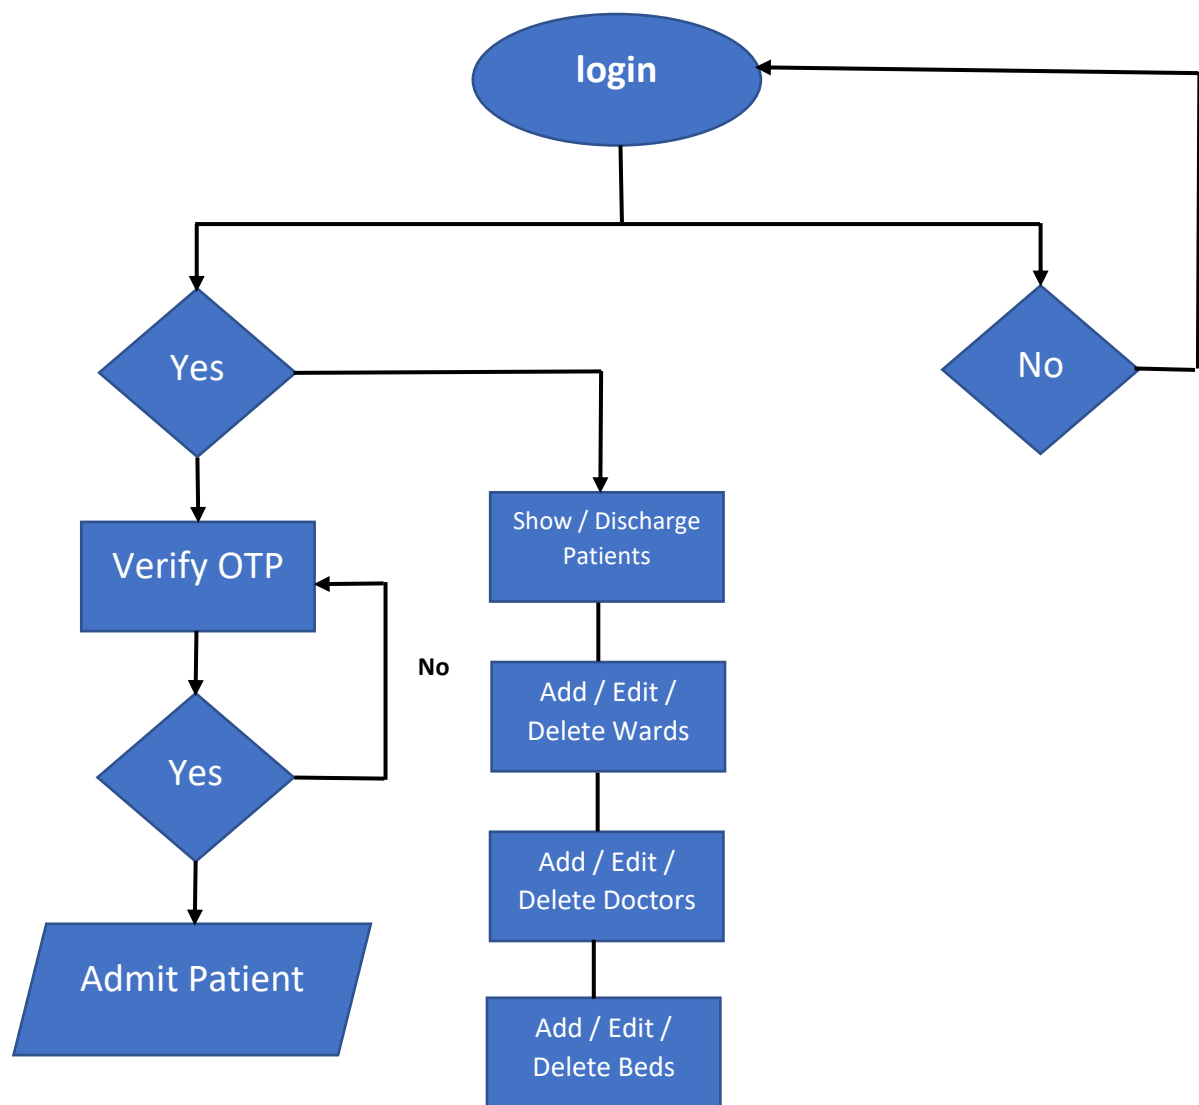 login
Yes
No
Show / Discharge
Patients
Verify OTP
No
Add / Edit /
Delete Wards
Yes
Add / Edit /
Delete Doctors
Admit Patient
Add / Edit /
Delete Beds